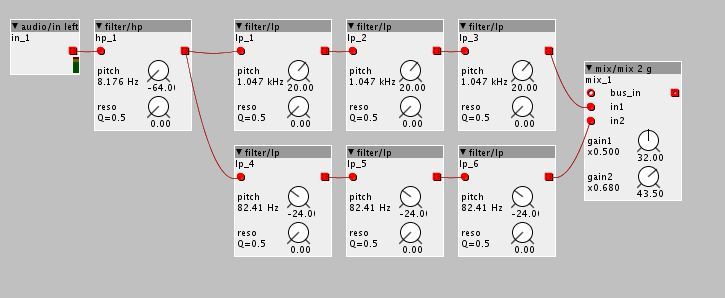 audio/in left
in_1
filter/hp
hp_1
pitch
8.176 Hz
-64.0
reso
Q=0.5
0.00
filter/lp
lp_1
pitch
1.047 kHz
20.00
reso
Q=0.5
0.00
filter/lp
lp_2
pitch
1.047 kHz
20.00
reso
Q=0.5
0.00
filter/lp
lp_3
pitch
1.047 kHz
20.00
reso
Q=0.5
0.00
mix/mix 2 g
mix_1
bus_in
in1
in2
gain1
x0.500
32.00
gain2
x0.680
43.50
filter/lp
lp_4
pitch
82.41 Hz
-24.0
reso
Q=0.5
0.00
filter/lp
lp_5
pitch
82.41 Hz
-24.0
reso
Q=0.5
0.00
filter/lp
lp_6
pitch
82.41 Hz
-24.0
reso
Q=0.5
0.00